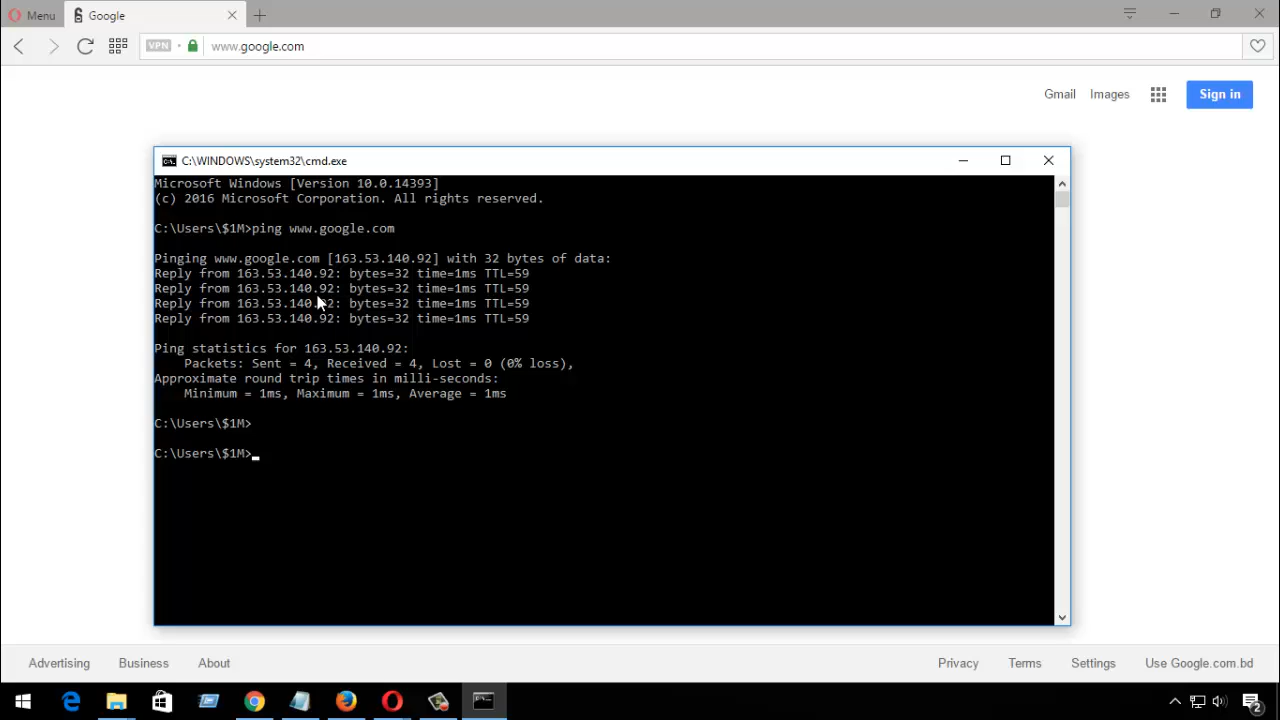 Menu
Google
VPN
www.google.com
Gmail
Images
Sign in
C:\WINDOWS\system32\cmd.exe
Microsoft Windows [Version 10.0.14393]
(c) 2016 Microsoft Corporation. All rights reserved.
C:\Users\$1M>ping www.google.com
Pinging www.google.com [163.53.140.92] with 32 bytes of data:
Reply from 163.53.140.92: bytes=32 time=1ms TTL=59
Reply from 163.53.140.92: bytes=32 time=1ms TTL=59
Reply from 163.53.140.92: bytes=32 time=1ms TTL=59
Reply from 163.53.140.92: bytes=32 time=1ms TTL=59
Ping statistics for 163.53.140.92:
Packets: Sent = 4, Received = 4, Lost = 0 (0% loss),
Approximate round trip times in milli-seconds:
Minimum = 1ms, Maximum = 1ms, Average = 1ms
C:\Users\$1M>
C:\Users\$1M>
Advertising
Business
About
Privacy
Terms
Settings
Use Google.com.bd
2